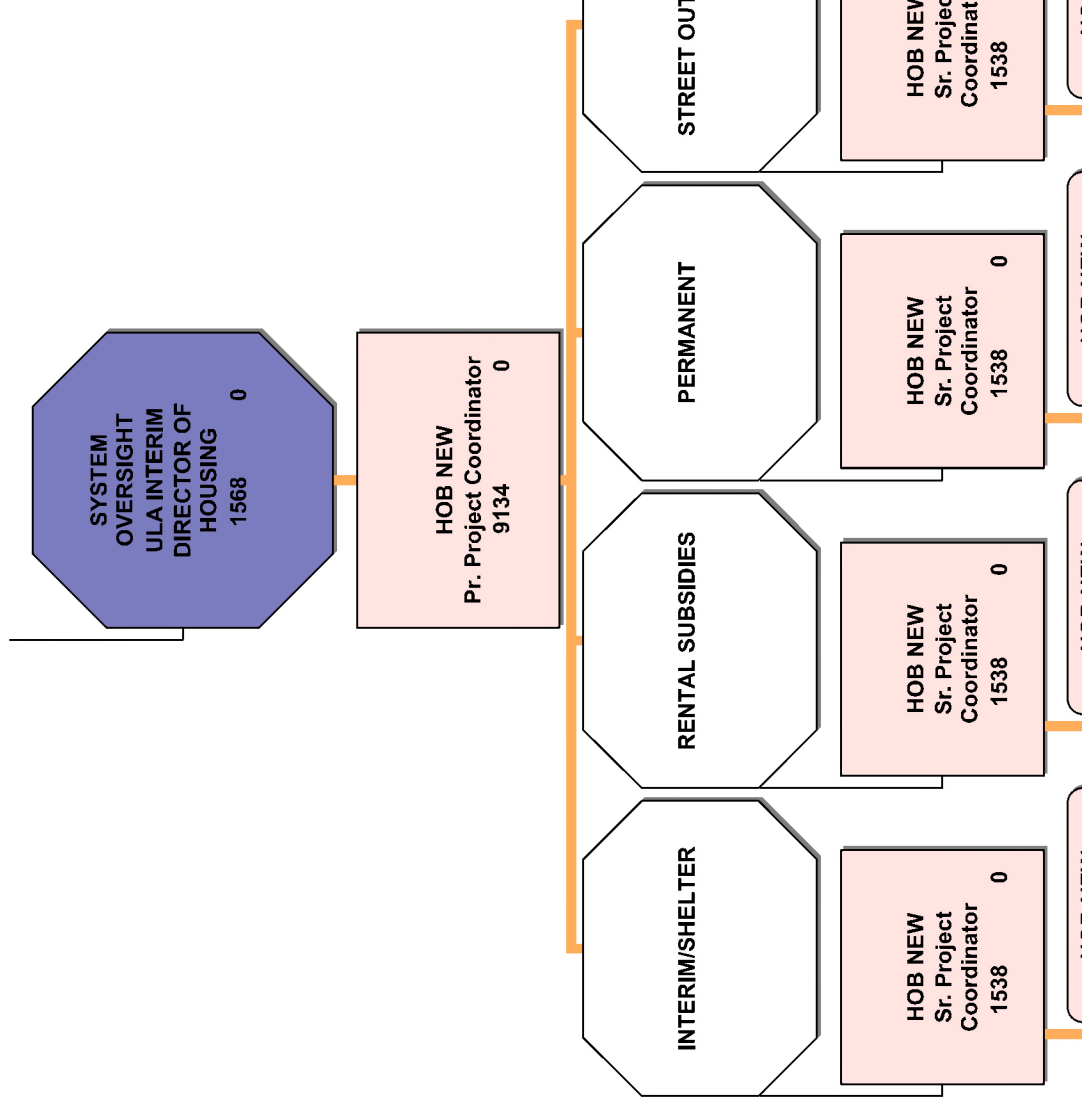 SYSTEM
OVERSIGHT
ULA INTERIM
DIRECTOR OF
HOUSING
1568 0
HOB NEW
Pr. Project Coordinator
9134 0
INTERIM/SHELTER
HOB NEW
Sr. Project
Coordinator
1538 0
RENTAL SUBSIDIES
HOB NEW
Sr. Project
Coordinator
1538 0
PERMANENT
HOB NEW
Sr. Project
Coordinator
1538 0
STREET OUT
HOB NEW
Sr. Projec
Coordinat
1538